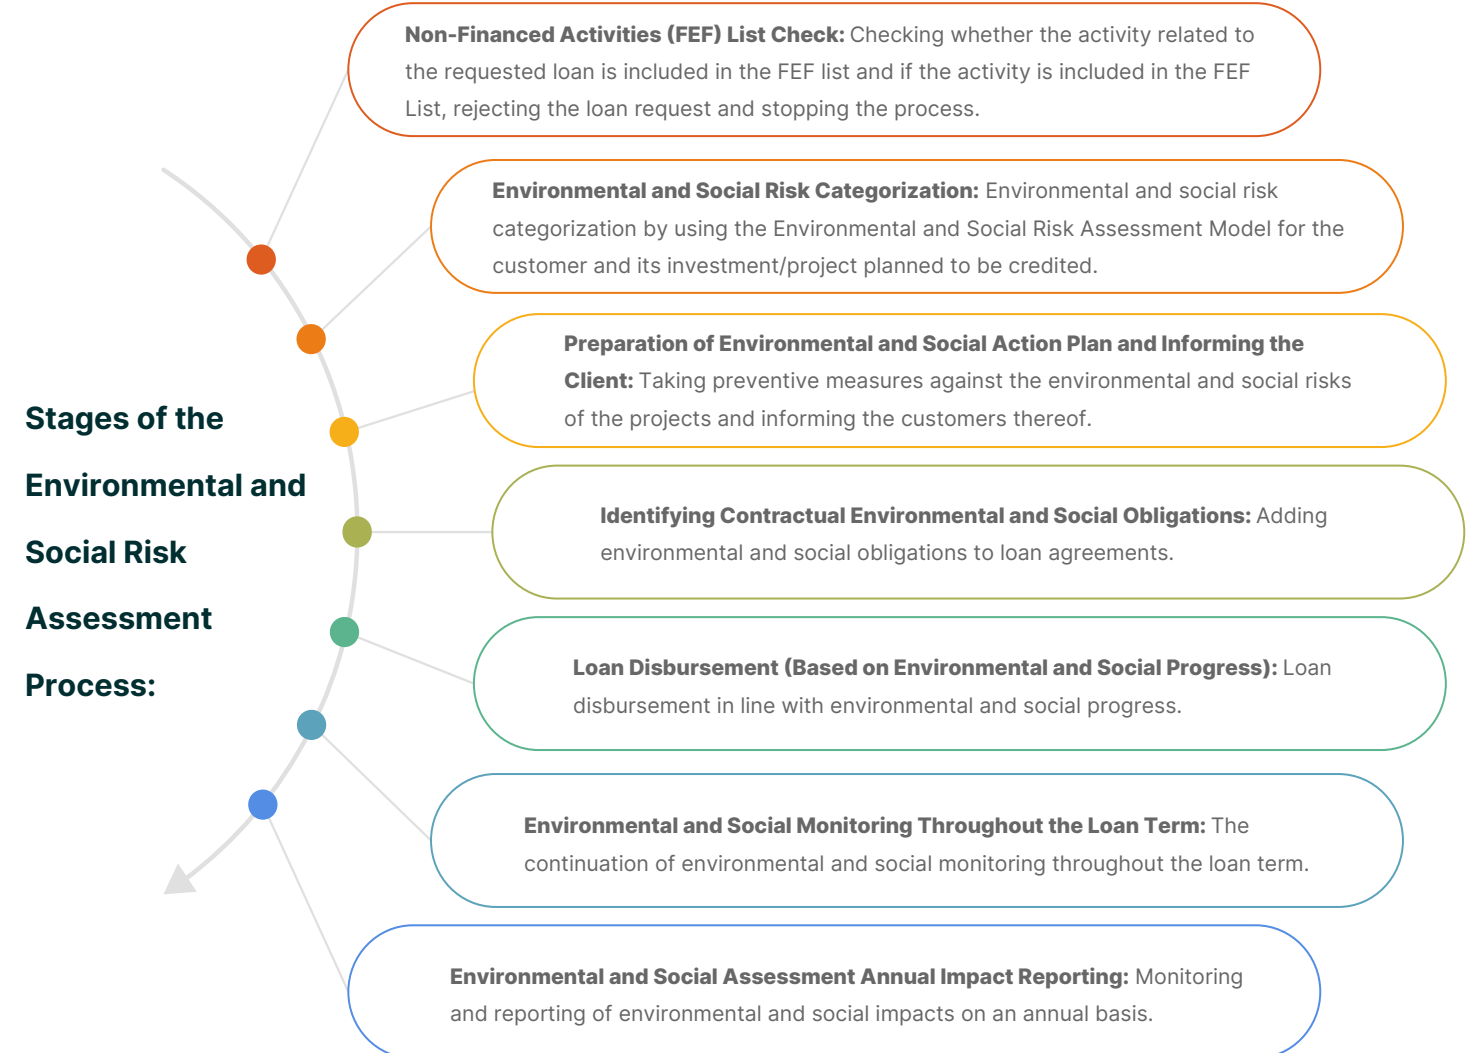 Stages of the
Environmental and
Social Risk
Assessment
Process:
Non-Financed Activities (FEF) List Check: Checking whether the activity related to
the requested loan is included in the FEF list and if the activity is included in the FEF
List, rejecting the loan request and stopping the process.
Environmental and Social Risk Categorization: Environmental and social risk
categorization by using the Environmental and Social Risk Assessment Model for the
customer and its investment/project planned to be credited.
Preparation of Environmental and Social Action Plan and Informing the
Client: Taking preventive measures against the environmental and social risks
of the projects and informing the customers thereof.
Identifying Contractual Environmental and Social Obligations: Adding
environmental and social obligations to loan agreements.
Loan Disbursement (Based on Environmental and Social Progress): Loan
disbursement in line with environmental and social progress.
Environmental and Social Monitoring Throughout the Loan Term: The
continuation of environmental and social monitoring throughout the loan term.
Environmental and Social Assessment Annual Impact Reporting: Monitoring
and reporting of environmental and social impacts on an annual basis.